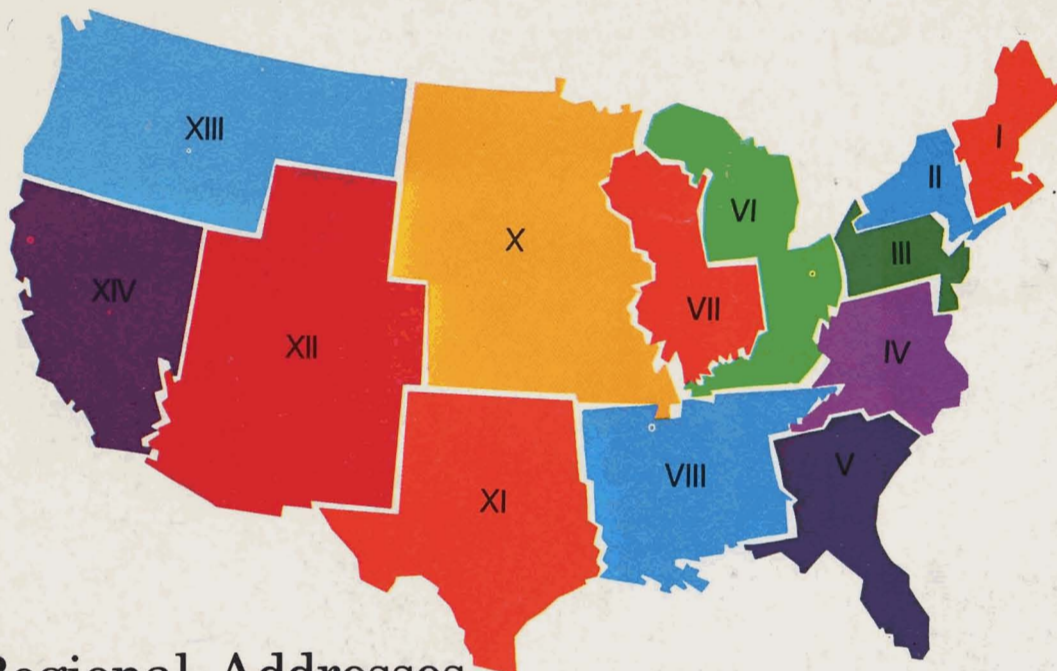 I
XIII
II
VI
X
III
XIV
VII
XII
IV
V
VIII
XI
Regional Addresses